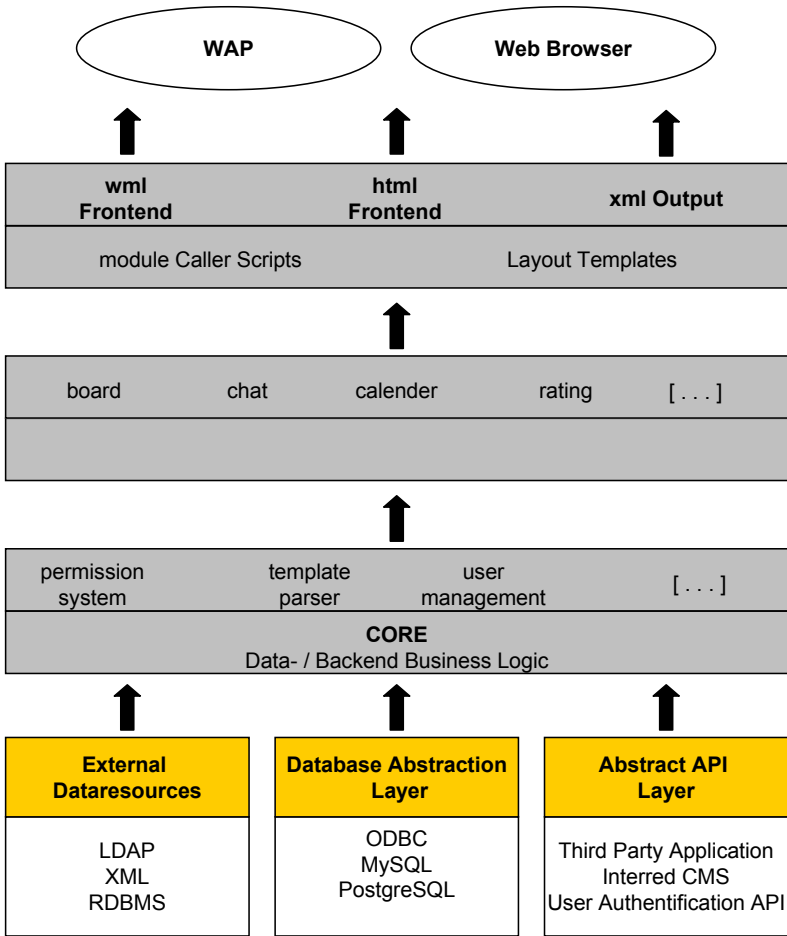 WAP
Web Browser
wml
Frontend
html
Frontend
xml Output
module Caller Scripts
Layout Templates
board
chat
calender
rating
[ . . . ]
permission
system
template
parser
user
management
[ . . . ]
CORE
Data- / Backend Business Logic
External
Dataresources
LDAP
XML
RDBMS
Database Abstraction
Layer
ODBC
MySQL
PostgreSQL
Abstract API
Layer
Third Party Application
Interred CMS
User Authentification API